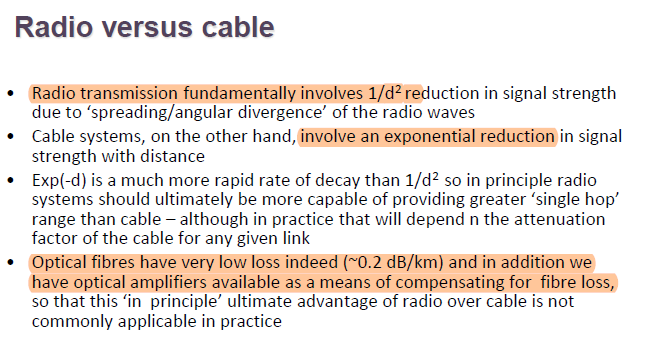 Radio versus cable
• Radio transmission fundamentally involves 1/d² reduction in signal strength
due to ‘spreading/angular divergence’ of the radio waves
• Cable systems, on the other hand, involve an exponential reduction in signal
strength with distance
• Exp(-d) is a much more rapid rate of decay than 1/d² so in principle radio
systems should ultimately be more capable of providing greater ‘single hop’
range than cable – although in practice that will depend n the attenuation
factor of the cable for any given link
• Optical fibres have very low loss indeed (~0.2 dB/km) and in addition we
have optical amplifiers available as a means of compensating for fibre loss,
so that this ‘in principle’ ultimate advantage of radio over cable is not
commonly applicable in practice